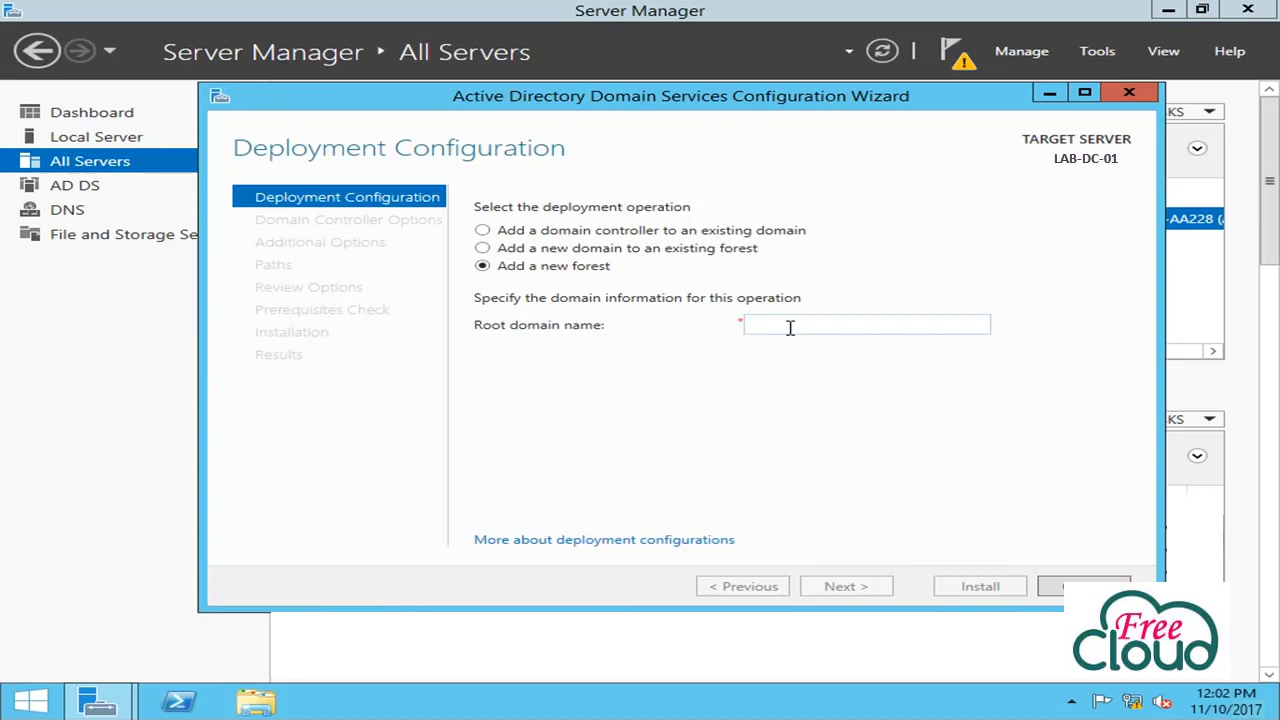 Server Manager
Server Manager ▸ All Servers
Manage Tools View Help
Dashboard
Local Server
All Servers
AD DS
DNS
File and Storage Se
Active Directory Domain Services Configuration Wizard
Deployment Configuration
TARGET SERVER
LAB-DC-01
Deployment Configuration
Domain Controller Options
Additional Options
Paths
Review Options
Prerequisites Check
Installation
Results
Select the deployment operation
Add a domain controller to an existing domain
Add a new domain to an existing forest
Add a new forest
Specify the domain information for this operation
Root domain name: *
More about deployment configurations
< Previous Next > Install
KS
-AA228 (A
KS
Free
Cloud
12:02 PM
11/10/2017